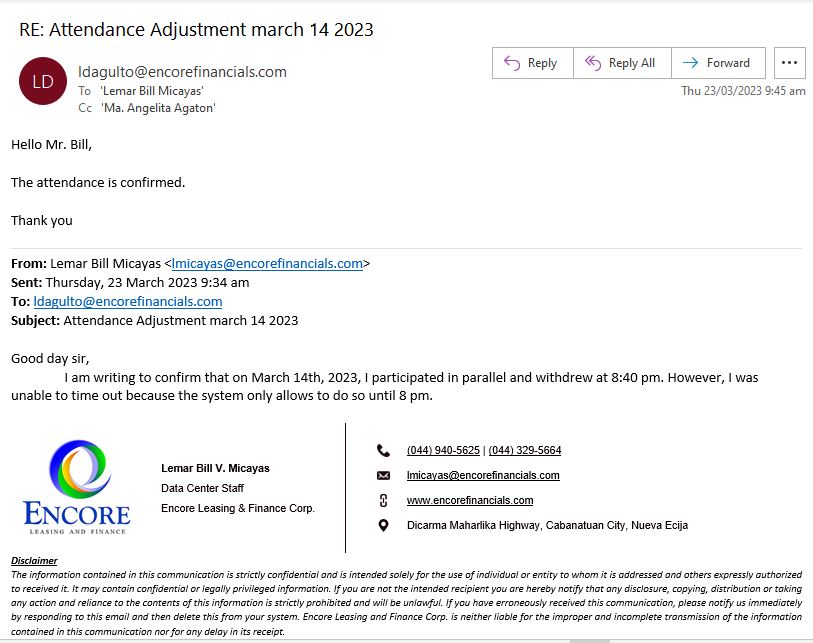 RE: Attendance Adjustment march 14 2023
LD
ldagulto@encorefinancials.com
To 'Lemar Bill Micayas'
Cc 'Ma. Angelita Agaton'
Reply
Reply All
Forward
Thu 23/03/2023 9:45 am
Hello Mr. Bill,
The attendance is confirmed.
Thank you
From: Lemar Bill Micayas <lmicayas@encorefinancials.com>
Sent: Thursday, 23 March 2023 9:34 am
To: ldagulto@encorefinancials.com
Subject: Attendance Adjustment march 14 2023
Good day sir,
I am writing to confirm that on March 14th, 2023, I participated in parallel and withdrew at 8:40 pm. However, I was
unable to time out because the system only allows to do so until 8 pm.
ENCORE
LEASING AND FINANCE
Lemar Bill V. Micayas
Data Center Staff
Encore Leasing & Finance Corp.
(044) 940-5625 | (044) 329-5664
lmicayas@encorefinancials.com
www.encorefinancials.com
Dicarma Maharlika Highway, Cabanatuan City, Nueva Ecija
Disclaimer
The information contained in this communication is strictly confidential and is intended solely for the use of individual or entity to whom it is addressed and others expressly authorized
to received it. It may contain confidential or legally privileged information. If you are not the intended recipient you are hereby notify that any disclosure, copying, distribution or taking
any action and reliance to the contents of this information is strictly prohibited and will be unlawful. If you have erroneously received this communication, please notify us immediately
by responding to this email and then delete this from your system. Encore Leasing and Finance Corp. is neither liable for the improper and incomplete transmission of the information
contained in this communication nor for any delay in its receipt.